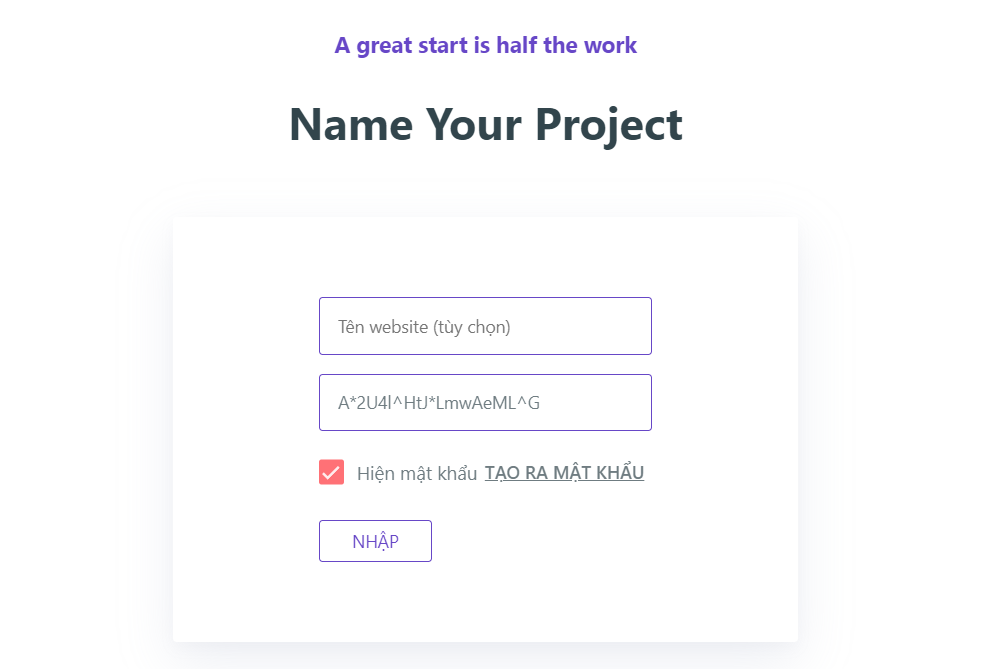 A great start is half the work
Name Your Project
Tên website (tùy chọn)
A*2U4l^HtJ*LmwAeML^G
Hiện mật khẩu TẠO RA MẬT KHẨU
NHẬP